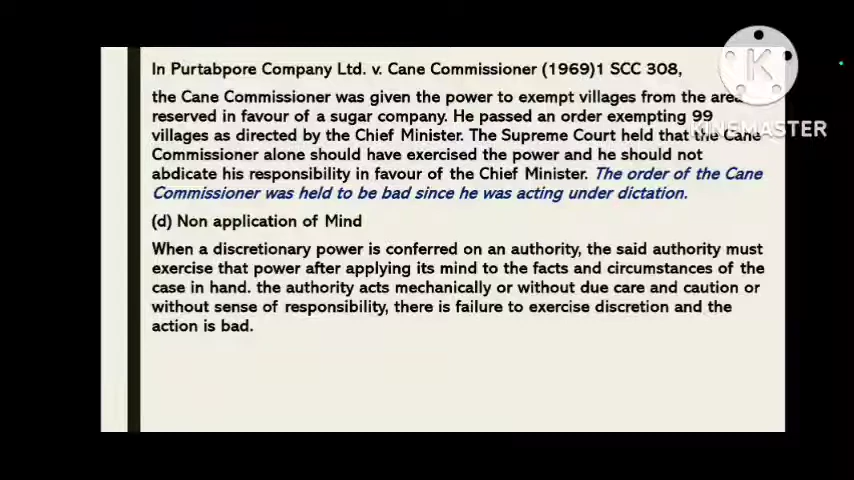 In Purtabpore Company Ltd. v. Cane Commissioner (1969)1 SCC 308,
the Cane Commissioner was given the power to exempt villages from the area
reserved in favour of a sugar company. He passed an order exempting 99
villages as directed by the Chief Minister. The Supreme Court held that the Cane
Commissioner alone should have exercised the power and he should not
abdicate his responsibility in favour of the Chief Minister. The order of the Cane
Commissioner was held to be bad since he was acting under dictation.
(d) Non application of Mind
When a discretionary power is conferred on an authority, the said authority must
exercise that power after applying its mind to the facts and circumstances of the
case in hand. the authority acts mechanically or without due care and caution or
without sense of responsibility, there is failure to exercise discretion and the
action is bad.
K
KINEMASTER